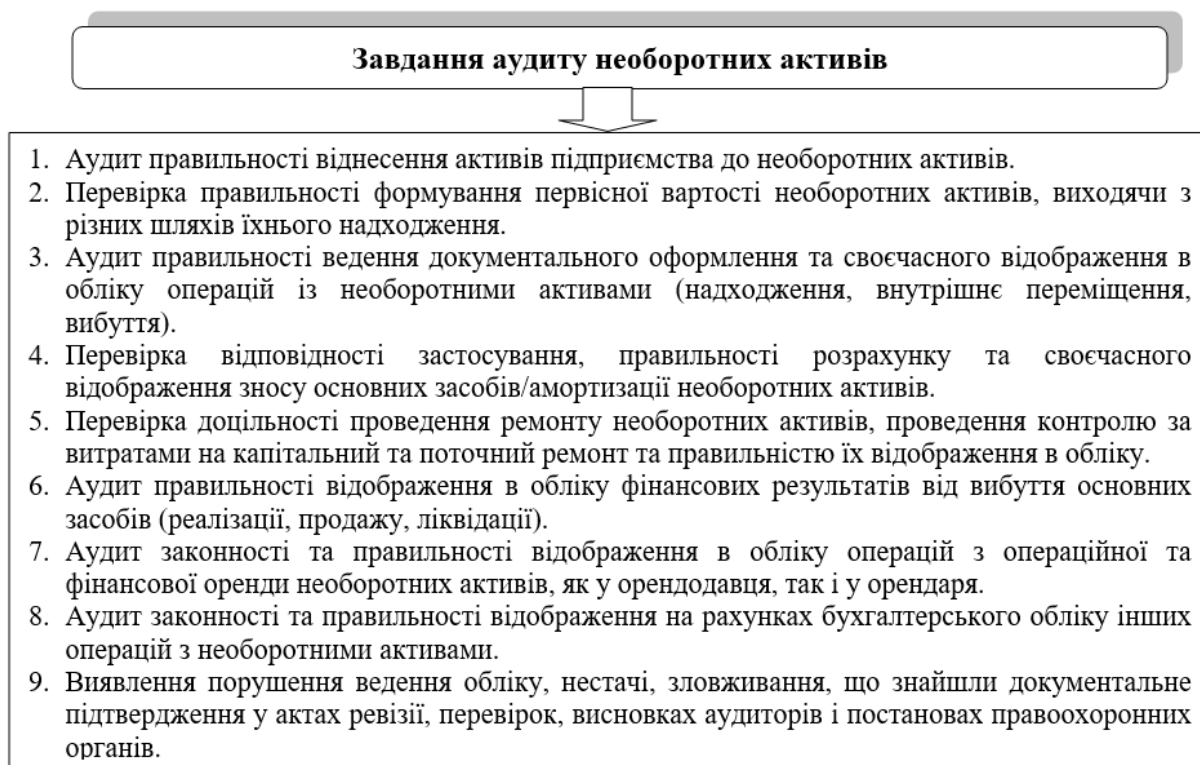 Завдання аудиту необоротних активів
1. Аудит правильності віднесення активів підприємства до необоротних активів.
2. Перевірка правильності формування первісної вартості необоротних активів, виходячи з
різних шляхів їхнього надходження.
3. Аудит правильності ведення документального оформлення та своєчасного відображення в
обліку операцій із необоротними активами (надходження, внутрішнє переміщення,
вибуття).
4. Перевірка відповідності застосування, правильності розрахунку та своєчасного
відображення зносу основних засобів/амортизації необоротних активів.
5. Перевірка доцільності проведення ремонту необоротних активів, проведення контролю за
витратами на капітальний та поточний ремонт та правильністю їх відображення в обліку.
6. Аудит правильності відображення в обліку фінансових результатів від вибуття основних
засобів (реалізації, продажу, ліквідації).
7. Аудит законності та правильності відображення в обліку операцій з операційної та
фінансової оренди необоротних активів, як у орендодавця, так і у орендаря.
8. Аудит законності та правильності відображення на рахунках бухгалтерського обліку інших
операцій з необоротними активами.
9. Виявлення порушення ведення обліку, нестачі, зловживання, що знайшли документальне
підтвердження у актах ревізії, перевірок, висновках аудиторів і постановах правоохоронних
органів.